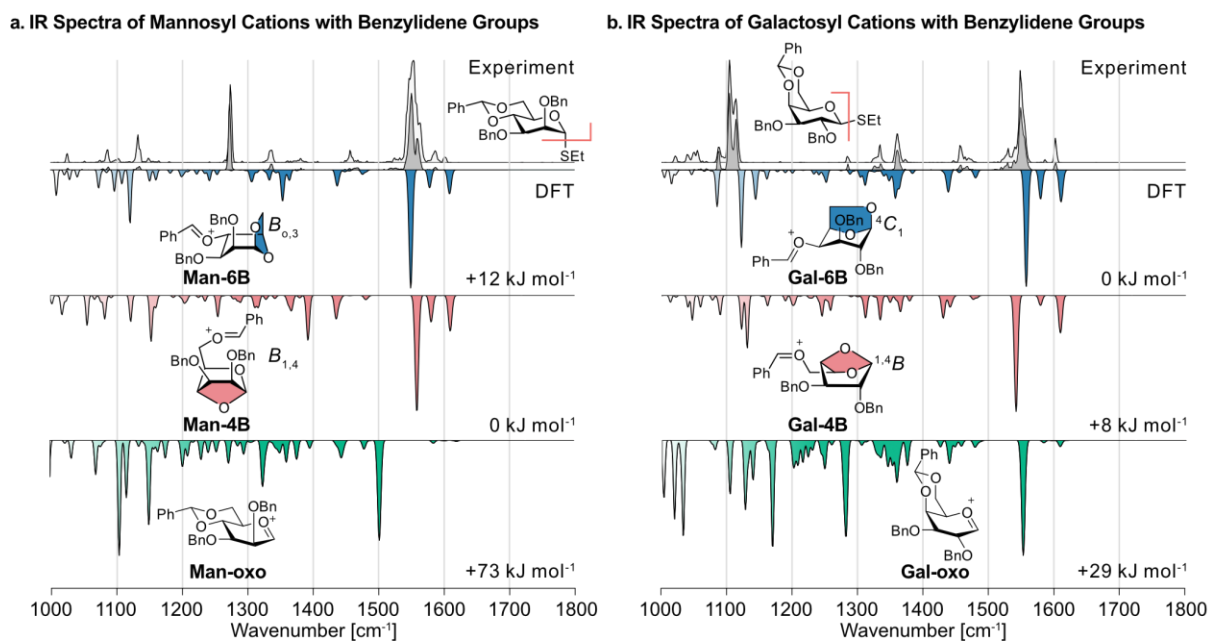 a. IR Spectra of Mannosyl Cations with Benzylidene Groups
Experiment
Ph
O
O
OBn
O
BnO
SEt
DFT
BnO
B o,3
Ph
O
+
O
BnO
O
Man-6B
+12 kJ mol⁻¹
Ph
+
O
OBn
O
B 1,4
BnO
O
Man-4B
0 kJ mol⁻¹
Ph
O
O
OBn
+
O
BnO
Man-oxo
+73 kJ mol⁻¹
1000 1100 1200 1300 1400 1500 1600 1700 1800
Wavenumber [cm⁻¹]
b. IR Spectra of Galactosyl Cations with Benzylidene Groups
Experiment
Ph
O
O
O
SEt
BnO
OBn
DFT
O
OBn
⁴C₁
O
+
O
Ph
OBn
Gal-6B
0 kJ mol⁻¹
+
O
O
¹,⁴B
Ph
O
BnO
OBn
Gal-4B
+8 kJ mol⁻¹
Ph
O
O
+
O
BnO
OBn
Gal-oxo
+29 kJ mol⁻¹
1000 1100 1200 1300 1400 1500 1600 1700 1800
Wavenumber [cm⁻¹]